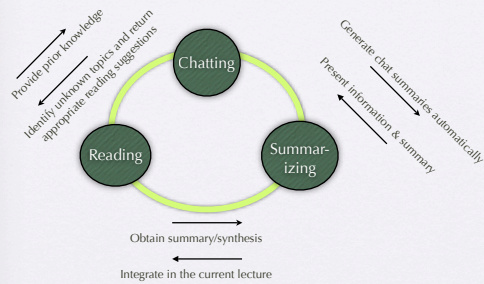 Provide prior knowledge
Identify unknown topics and return
appropriate reading suggestions
Chatting
Generate chat summaries automatically
Present information & summary
Reading
Summar-
izing
Obtain summary/synthesis
Integrate in the current lecture